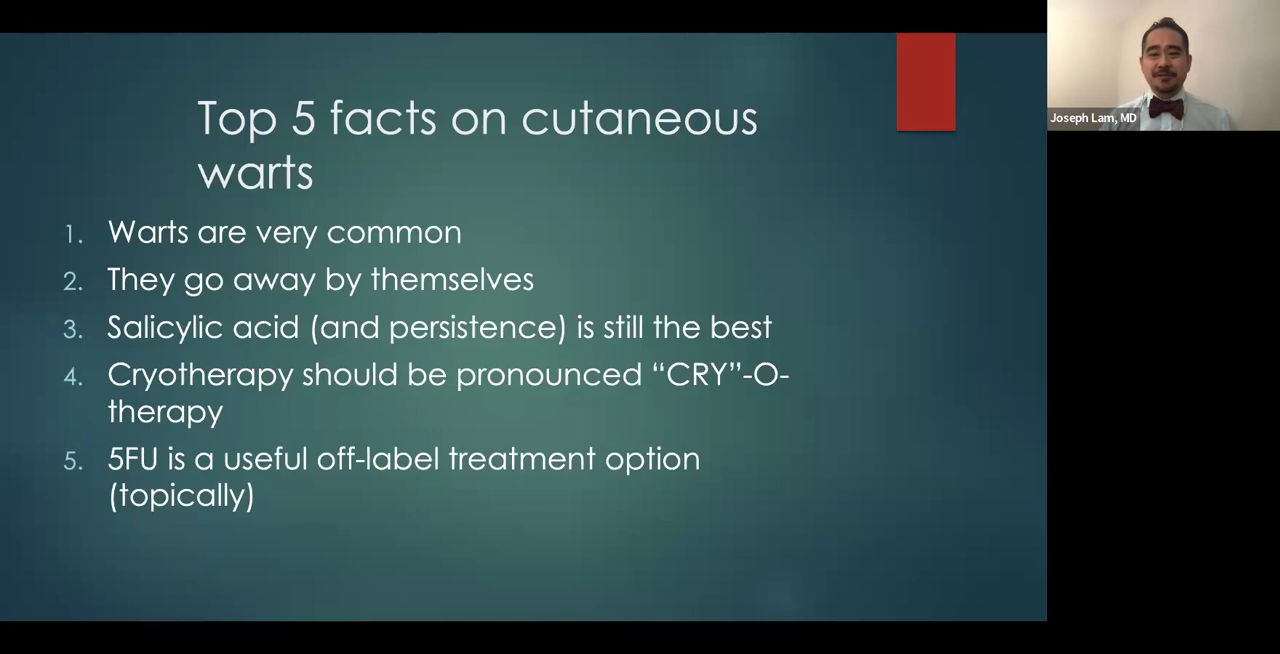 Top 5 facts on cutaneous
warts
1. Warts are very common
2. They go away by themselves
3. Salicylic acid (and persistence) is still the best
4. Cryotherapy should be pronounced “CRY”-O-
therapy
5. 5FU is a useful off-label treatment option
(topically)
Joseph Lam, MD